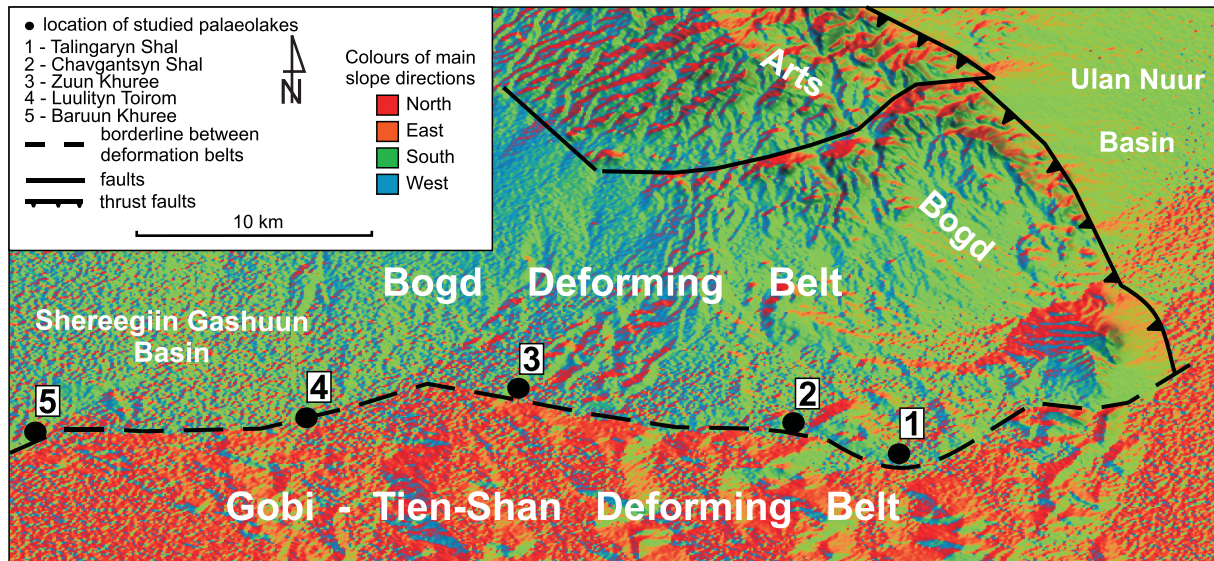 location of studied palaeolakes
1 - Talingaryn Shal
2 - Chavgantsyn Shal
3 - Zuun Khuree
4 - Luulityn Toirom
5 - Baruun Khuree
borderline between
deformation belts
faults
thrust faults
10 km
N
Colours of main
slope directions
North
East
South
West
Arts
Ulan Nuur
Basin
Bogd
Bogd Deforming Belt
Shereegiin Gashuun
Basin
5
4
3
2
1
Gobi - Tien-Shan Deforming Belt